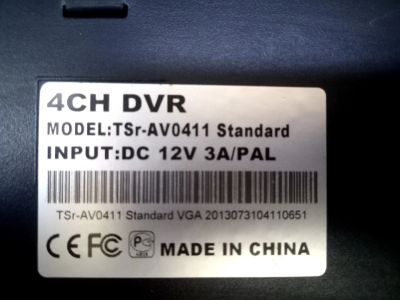 4CH DVR
MODEL:TSr-AV0411 Standard
INPUT:DC 12V 3A/PAL
TSr-AV0411 Standard VGA 2013073104110651
CE FC MADE IN CHINA